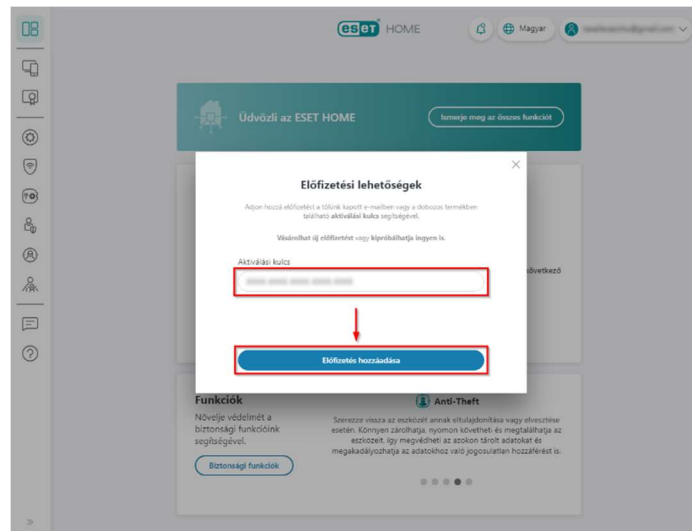 eseT HOME
Magyar
Üdvözli az ESET HOME
Ismerje meg az összes funkciót
Előfizetési lehetőségek
Adjon hozzá előfizetést a tőlünk kapott e-mailben vagy a dobozos termékben
található aktiválási kulcs segítségével.
Vásárolhat új előfizetést vagy kipróbálhatja ingyen is.
Aktiválási kulcs
következő
Előfizetés hozzáadása
Funkciók
Növelje védelmét a
biztonsági funkcióink
segítségével.
Biztonsági funkciók
Anti-Theft
Szerezze vissza az eszközét annak eltulajdonítása vagy elvesztése
esetén. Könnyen zárolhatja, nyomon követheti és megtalálhatja az
eszközeit, így megvédheti az azokon tárolt adatokat és
megakadályozhatja az adatokhoz való jogosulatlan hozzáférést is.